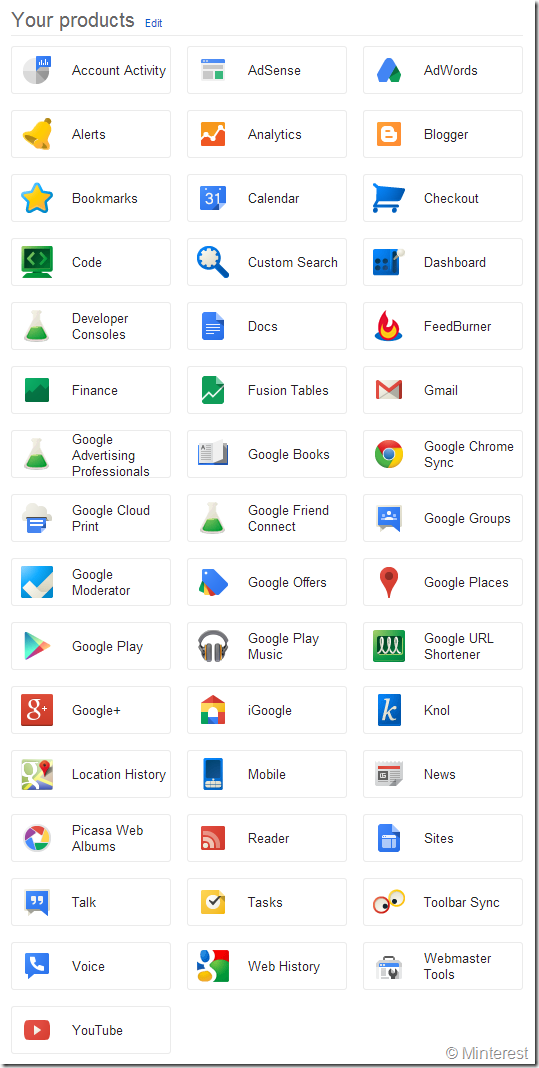 Your products Edit
Account Activity
AdSense
AdWords
Alerts
Analytics
Blogger
Bookmarks
31
Calendar
Checkout
Code
Custom Search
Dashboard
Developer
Consoles
Docs
FeedBurner
Finance
Fusion Tables
Gmail
Google
Advertising
Professionals
Google Books
Google Chrome
Sync
Google Cloud
Print
Google Friend
Connect
Google Groups
Google
Moderator
Google Offers
Google Places
Google Play
Google Play
Music
Google URL
Shortener
g+
Google+
iGoogle
k
Knol
Location History
Mobile
G
News
Picasa Web
Albums
Reader
Sites
Talk
Tasks
Toolbar Sync
Voice
g
Web History
Webmaster
Tools
YouTube
© Minterest